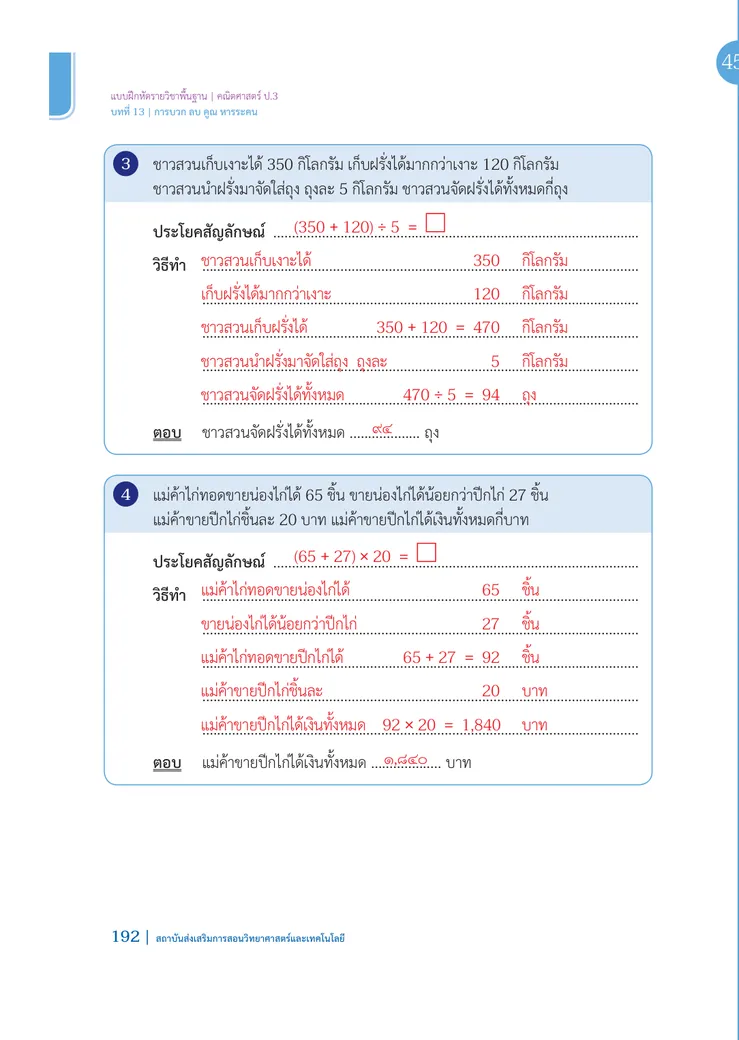 45
แบบฝึกหัดรายวิชาพื้นฐาน | คณิตศาสตร์ ป.3
บทที่ 13 | การบวก ลบ คูณ หารระคน
3 ชาวสวนเก็บเงาะได้ 350 กิโลกรัม เก็บฝรั่งได้มากกว่าเงาะ 120 กิโลกรัม
ชาวสวนนำฝรั่งมาจัดใส่ถุง ถุงละ 5 กิโลกรัม ชาวสวนจัดฝรั่งได้ทั้งหมดกี่ถุง
ประโยคสัญลักษณ์ (350 + 120) ÷ 5 = □
วิธีทำ ชาวสวนเก็บเงาะได้ 350 กิโลกรัม
เก็บฝรั่งได้มากกว่าเงาะ 120 กิโลกรัม
ชาวสวนเก็บฝรั่งได้ 350 + 120 = 470 กิโลกรัม
ชาวสวนนำฝรั่งมาจัดใส่ถุง ถุงละ 5 กิโลกรัม
ชาวสวนจัดฝรั่งได้ทั้งหมด 470 ÷ 5 = 94 ถุง
ตอบ ชาวสวนจัดฝรั่งได้ทั้งหมด ๙๔ ถุง
4 แม่ค้าไก่ทอดขายน่องไก่ได้ 65 ชิ้น ขายน่องไก่ได้น้อยกว่าปีกไก่ 27 ชิ้น
แม่ค้าขายปีกไก่ชิ้นละ 20 บาท แม่ค้าขายปีกไก่ได้เงินทั้งหมดกี่บาท
ประโยคสัญลักษณ์ (65 + 27) × 20 = □
วิธีทำ แม่ค้าไก่ทอดขายน่องไก่ได้ 65 ชิ้น
ขายน่องไก่ได้น้อยกว่าปีกไก่ 27 ชิ้น
แม่ค้าไก่ทอดขายปีกไก่ได้ 65 + 27 = 92 ชิ้น
แม่ค้าขายปีกไก่ชิ้นละ 20 บาท
แม่ค้าขายปีกไก่ได้เงินทั้งหมด 92 × 20 = 1,840 บาท
ตอบ แม่ค้าขายปีกไก่ได้เงินทั้งหมด ๑,๘๔๐ บาท
192 | สถาบันส่งเสริมการสอนวิทยาศาสตร์และเทคโนโลยี